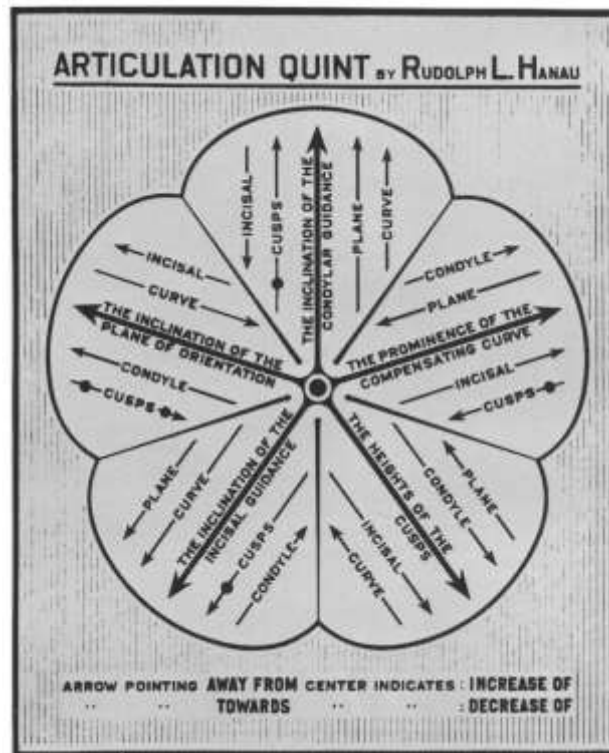 ARTICULATION QUINT BY RUDOLPH L. HANAU
INCISAL
CUSPS
THE INCLINATION OF THE
CONDYLAR GUIDANCE
PLANE
CURVE
CONDYLE
PLANE
THE PROMINENCE OF THE
COMPENSATING CURVE
INCISAL
CUSPS
PLANE
CONDYLE
THE HEIGHTS OF THE
CUSPS
INCISAL
CURVE
CONDYLE
CUSPS
THE INCLINATION OF THE
INCISAL GUIDANCE
CURVE
PLANE
CUSPS
CONDYLE
THE INCLINATION OF THE
PLANE OF ORIENTATION
CURVE
INCISAL
ARROW POINTING AWAY FROM CENTER INDICATES : INCREASE OF
" " TOWARDS " " : DECREASE OF